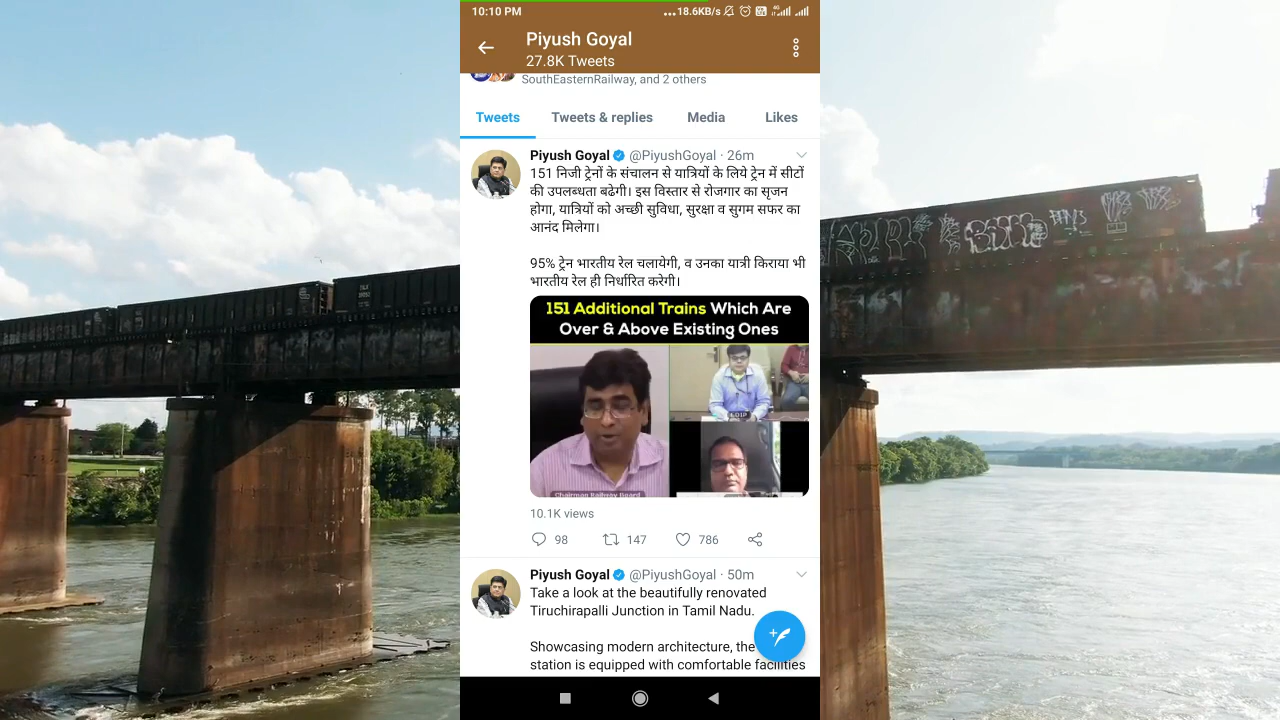 10:10 PM
...18.6KB/s
Piyush Goyal
27.8K Tweets
SouthEasternRailway, and 2 others
Tweets Tweets & replies Media Likes
Piyush Goyal @PiyushGoyal · 26m
151 निजी ट्रेनों के संचालन से यात्रियों के लिये ट्रेन में सीटों
की उपलब्धता बढेगी। इस विस्तार से रोजगार का सृजन
होगा, यात्रियों को अच्छी सुविधा, सुरक्षा व सुगम सफर का
आनंद मिलेगा।
95% ट्रेन भारतीय रेल चलायेगी, व उनका यात्री किराया भी
भारतीय रेल ही निर्धारित करेगी।
151 Additional Trains Which Are
Over & Above Existing Ones
Chairman Railway Board
10.1K views
98 147 786
Piyush Goyal @PiyushGoyal · 50m
Take a look at the beautifully renovated
Tiruchirapalli Junction in Tamil Nadu.
Showcasing modern architecture, the
station is equipped with comfortable facilities